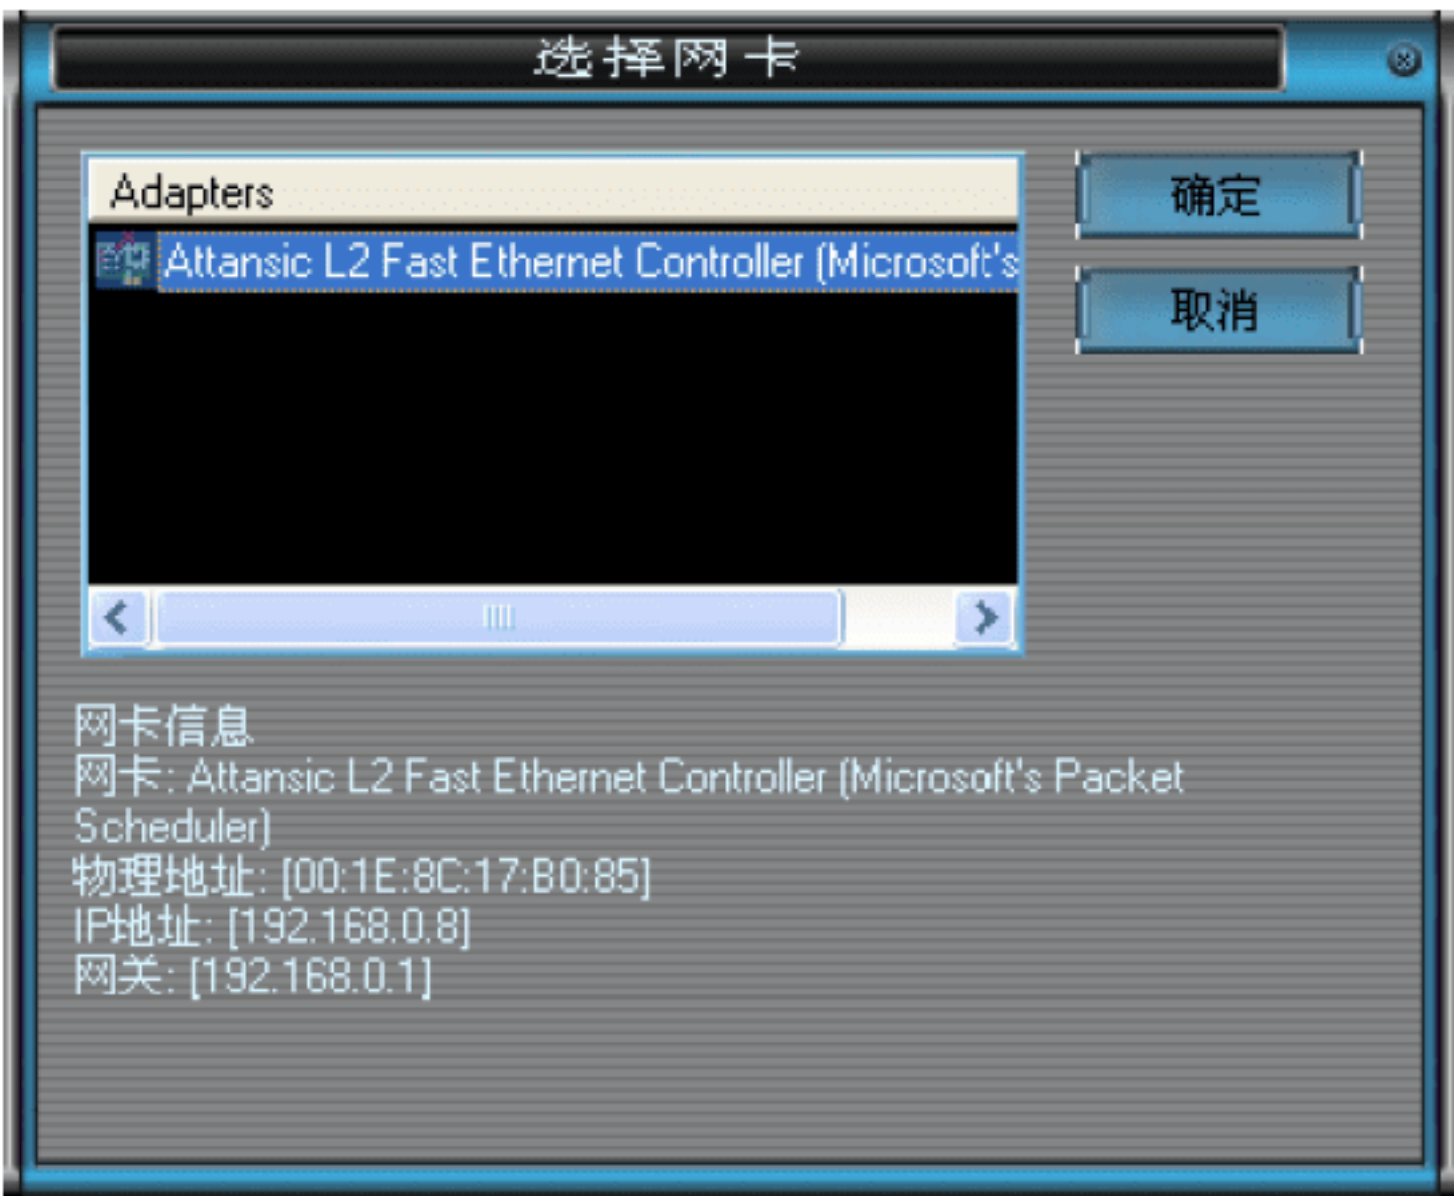 选择网卡
Adapters
确定
Attansic L2 Fast Ethernet Controller (Microsoft's
取消
网卡信息
网卡: Attansic L2 Fast Ethernet Controller (Microsoft's Packet
Scheduler)
物理地址: [00:1E:8C:17:B0:85]
IP地址: [192.168.0.8]
网关: [192.168.0.1]